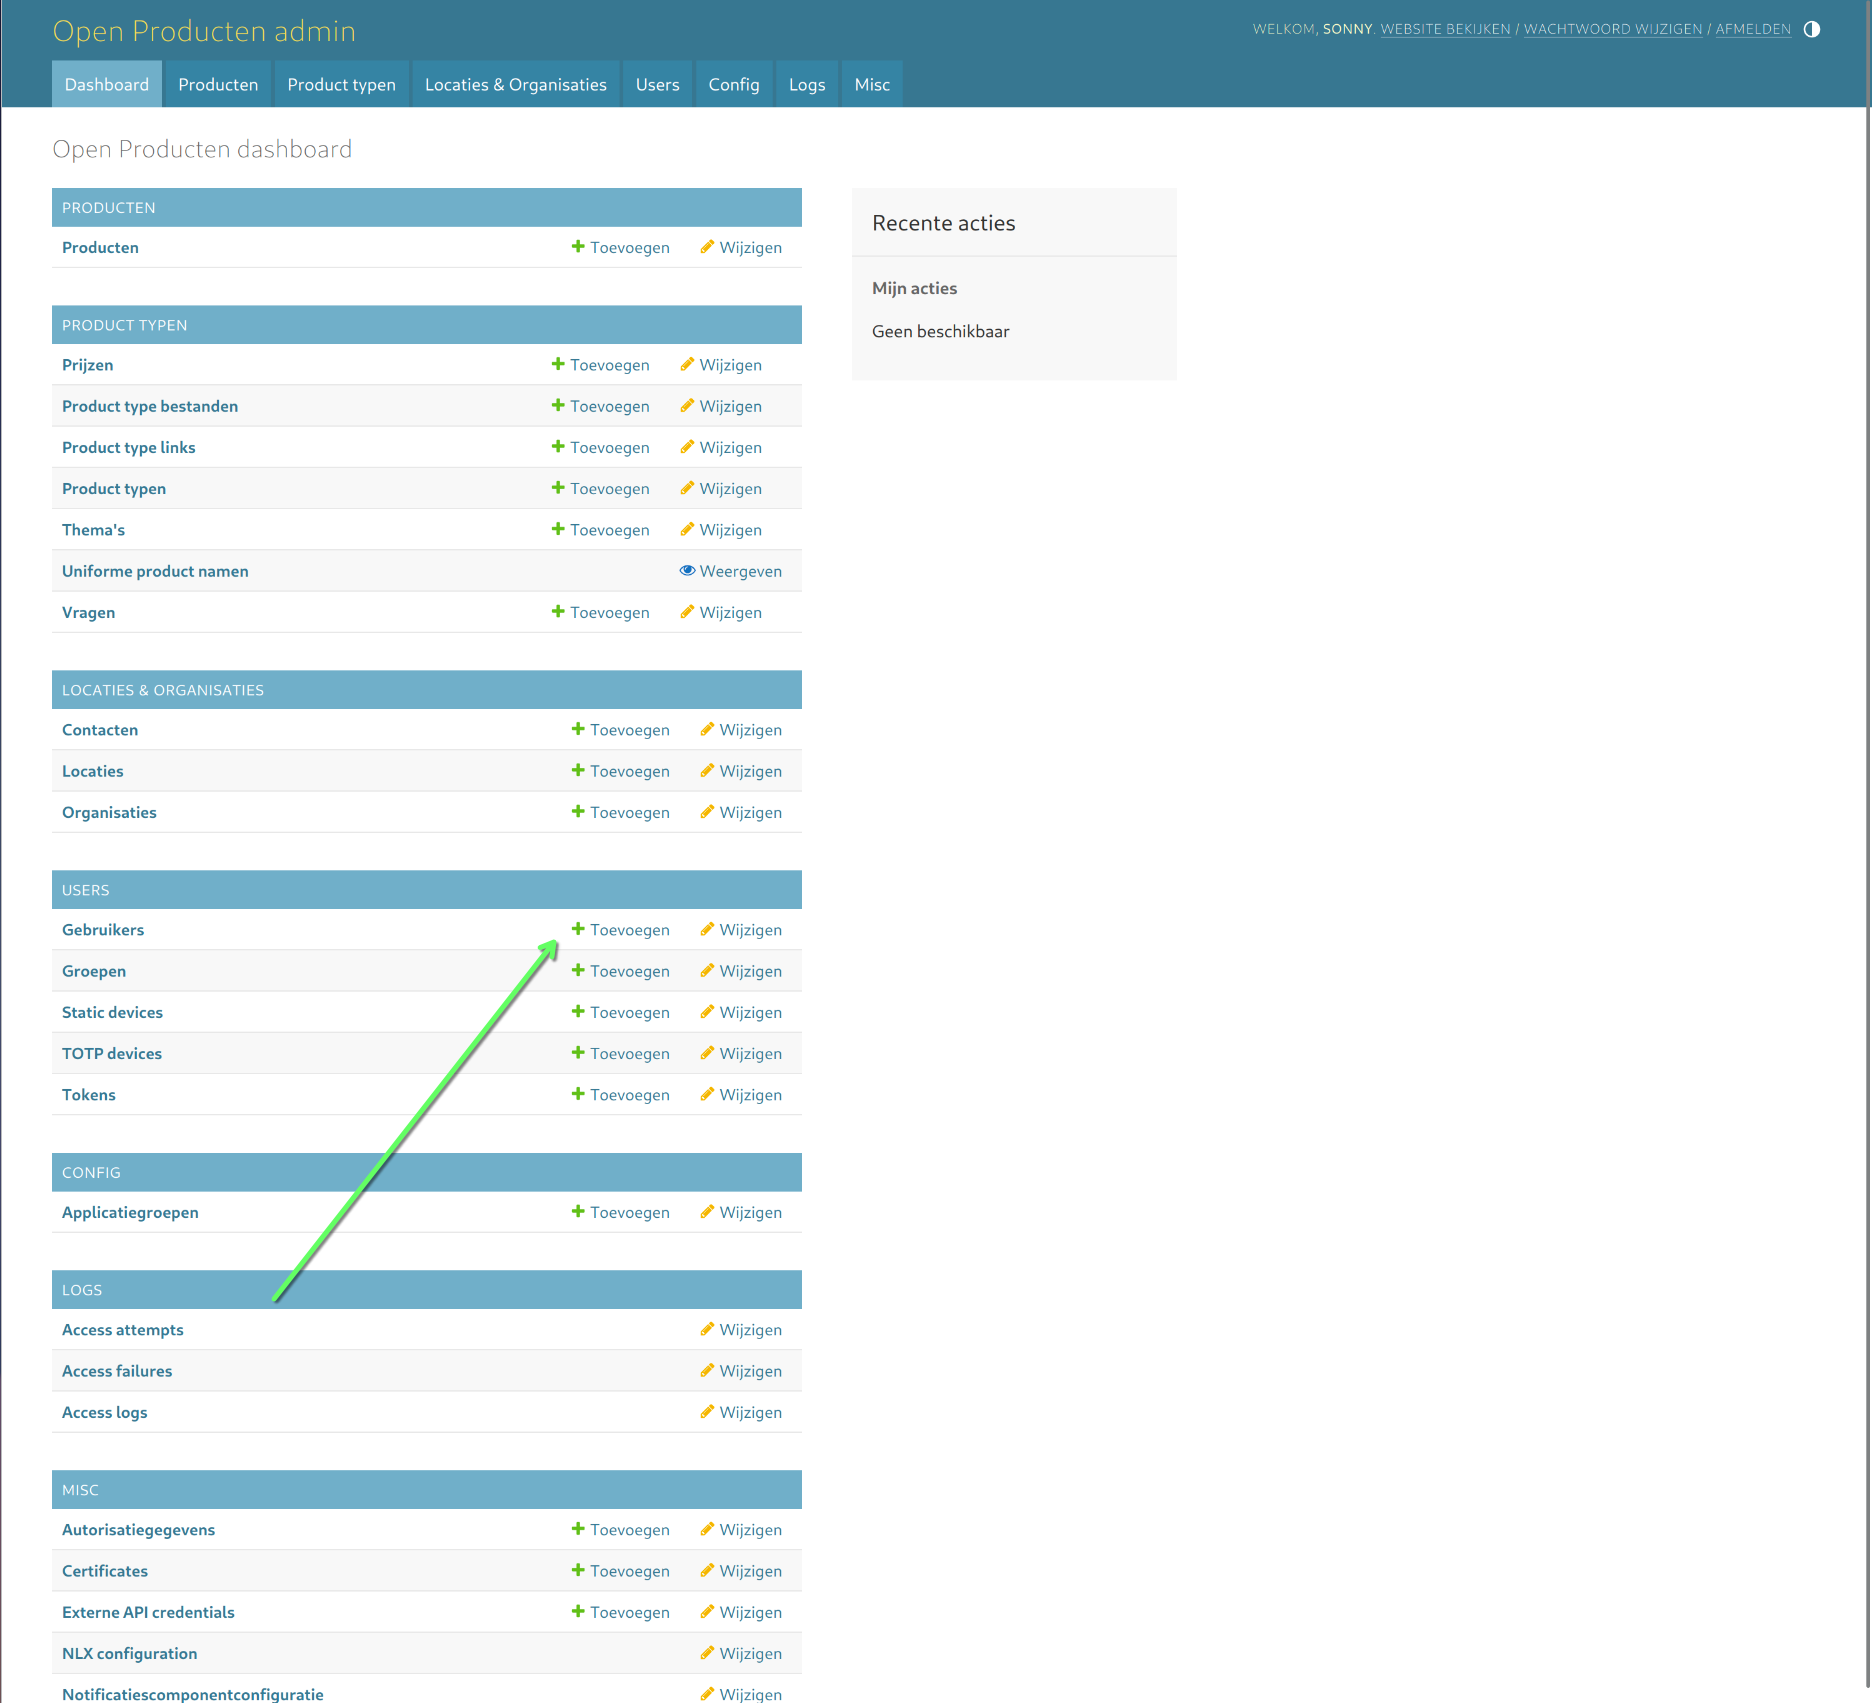 Open Producten admin
WELKOM, SONNY. WEBSITE BEKIJKEN / WACHTWOORD WIJZIGEN / AFMELDEN
Dashboard Producten Product typen Locaties & Organisaties Users Config Logs Misc
Open Producten dashboard
PRODUCTEN
Producten Toevoegen Wijzigen
PRODUCT TYPEN
Prijzen Toevoegen Wijzigen
Product type bestanden Toevoegen Wijzigen
Product type links Toevoegen Wijzigen
Product typen Toevoegen Wijzigen
Thema's Toevoegen Wijzigen
Uniforme product namen Weergeven
Vragen Toevoegen Wijzigen
LOCATIES & ORGANISATIES
Contacten Toevoegen Wijzigen
Locaties Toevoegen Wijzigen
Organisaties Toevoegen Wijzigen
USERS
Gebruikers Toevoegen Wijzigen
Groepen Toevoegen Wijzigen
Static devices Toevoegen Wijzigen
TOTP devices Toevoegen Wijzigen
Tokens Toevoegen Wijzigen
CONFIG
Applicatiegroepen Toevoegen Wijzigen
LOGS
Access attempts Wijzigen
Access failures Wijzigen
Access logs Wijzigen
MISC
Autorisatiegegevens Toevoegen Wijzigen
Certificates Toevoegen Wijzigen
Externe API credentials Toevoegen Wijzigen
NLX configuration Wijzigen
Notificatiescomponentconfiguratie Wijzigen
Recente acties
Mijn acties
Geen beschikbaar